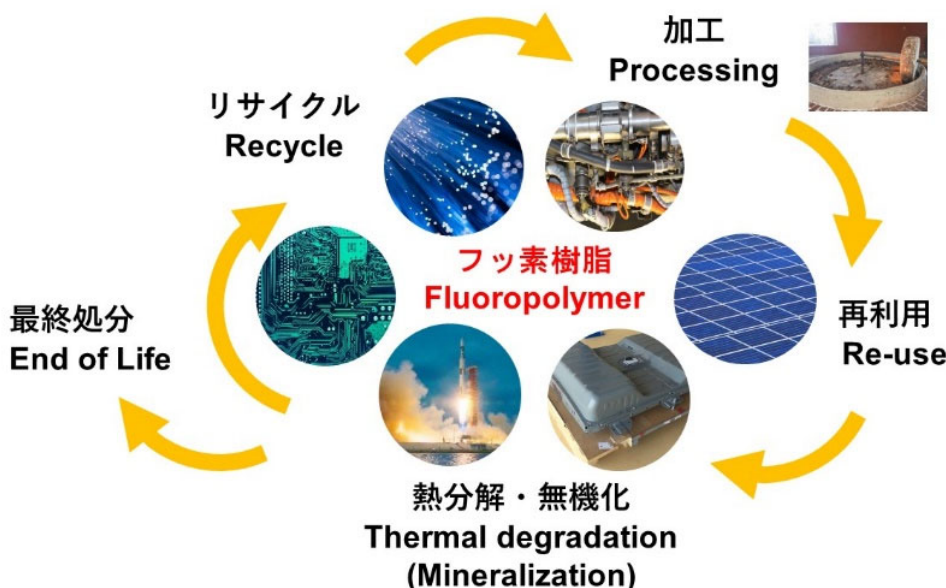 加工
Processing
リサイクル
Recycle
フッ素樹脂
Fluoropolymer
再利用
Re-use
最終処分
End of Life
熱分解・無機化
Thermal degradation
(Mineralization)